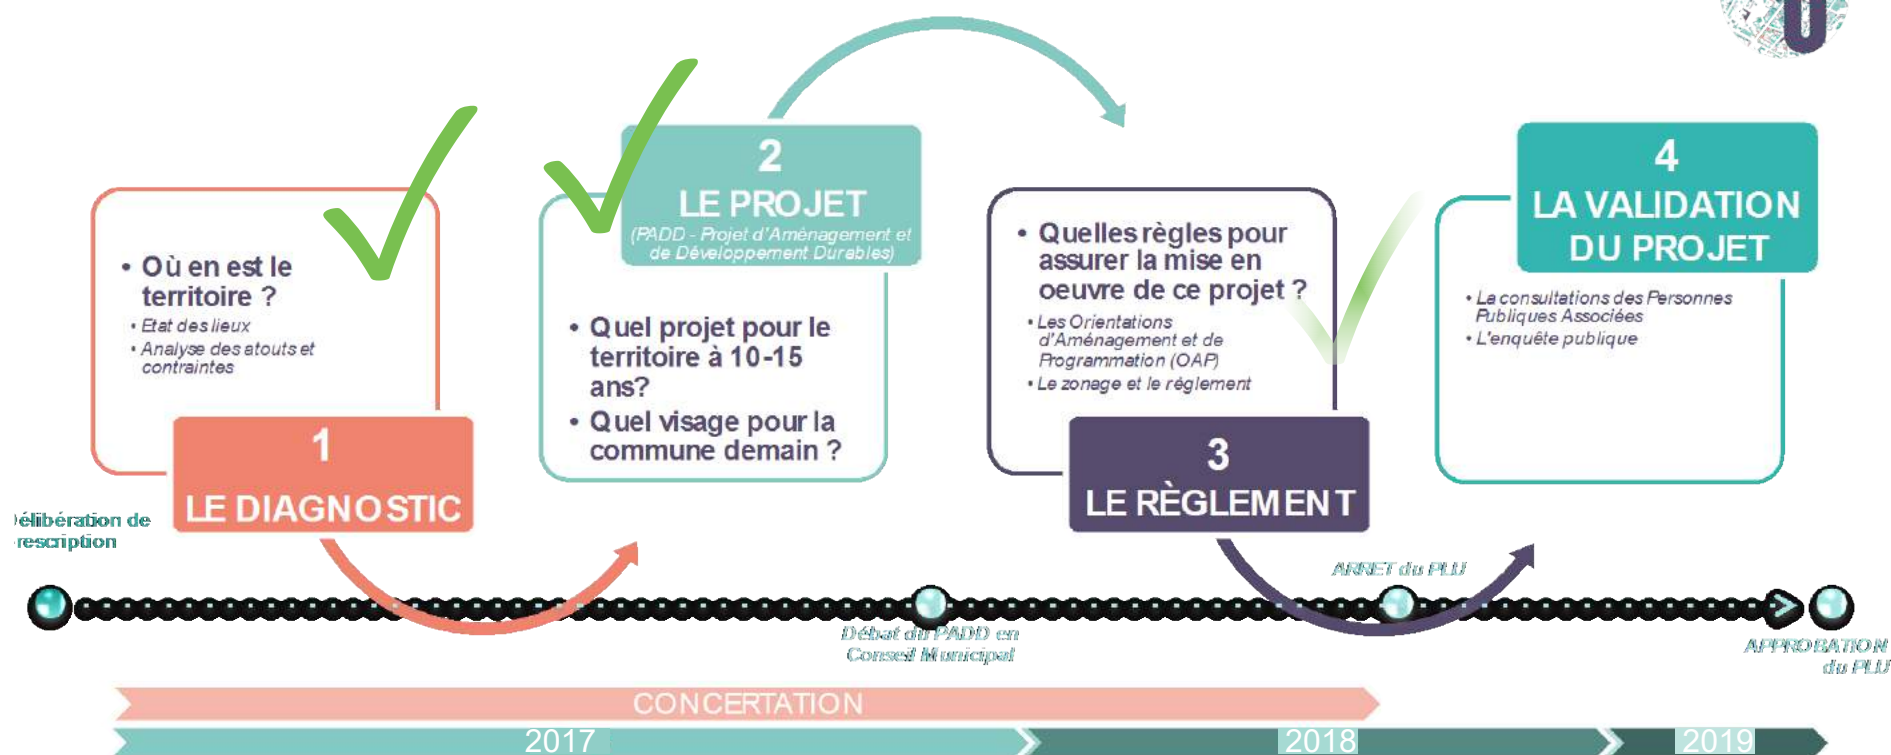 U
• Où en est le
territoire ?
• Etat des lieux
• Analyse des atouts et
contraintes
1
LE DIAGNOSTIC
2
LE PROJET
(PADD - Projet d'Aménagement et
de Développement Durables)
• Quel projet pour le
territoire à 10-15
ans?
• Quel visage pour la
commune demain ?
• Quelles règles pour
assurer la mise en
oeuvre de ce projet ?
• Les Orientations
d'Aménagement et de
Programmation (OAP)
• Le zonage et le règlement
3
LE RÈGLEMENT
4
LA VALIDATION
DU PROJET
• La consultations des Personnes
Publiques Associées
• L'enquête publique
élibération de
rescription
Débat du PADD en
Conseil Municipal
ARRET du PLU
APPROBATION
du PLU
CONCERTATION
2017
2018
2019